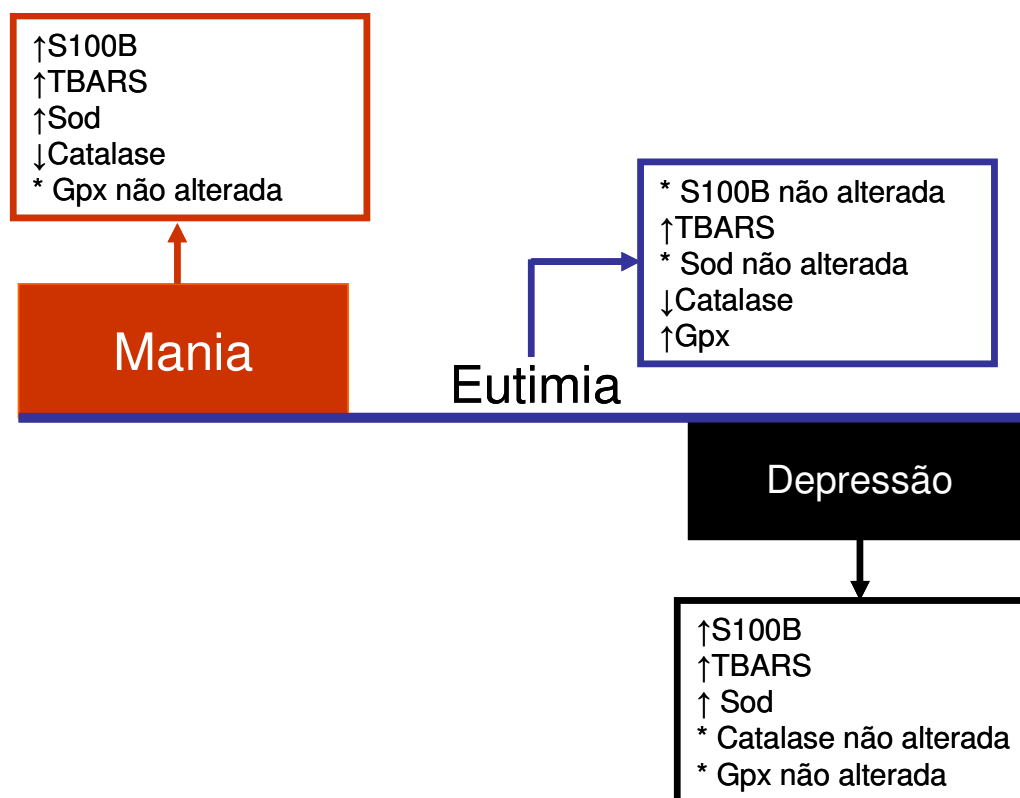 ↑S100B
↑TBARS
↑Sod
↓Catalase
* Gpx não alterada
Mania
* S100B não alterada
↑TBARS
* Sod não alterada
↓Catalase
↑Gpx
Eutimia
Depressão
↑S100B
↑TBARS
↑ Sod
* Catalase não alterada
* Gpx não alterada